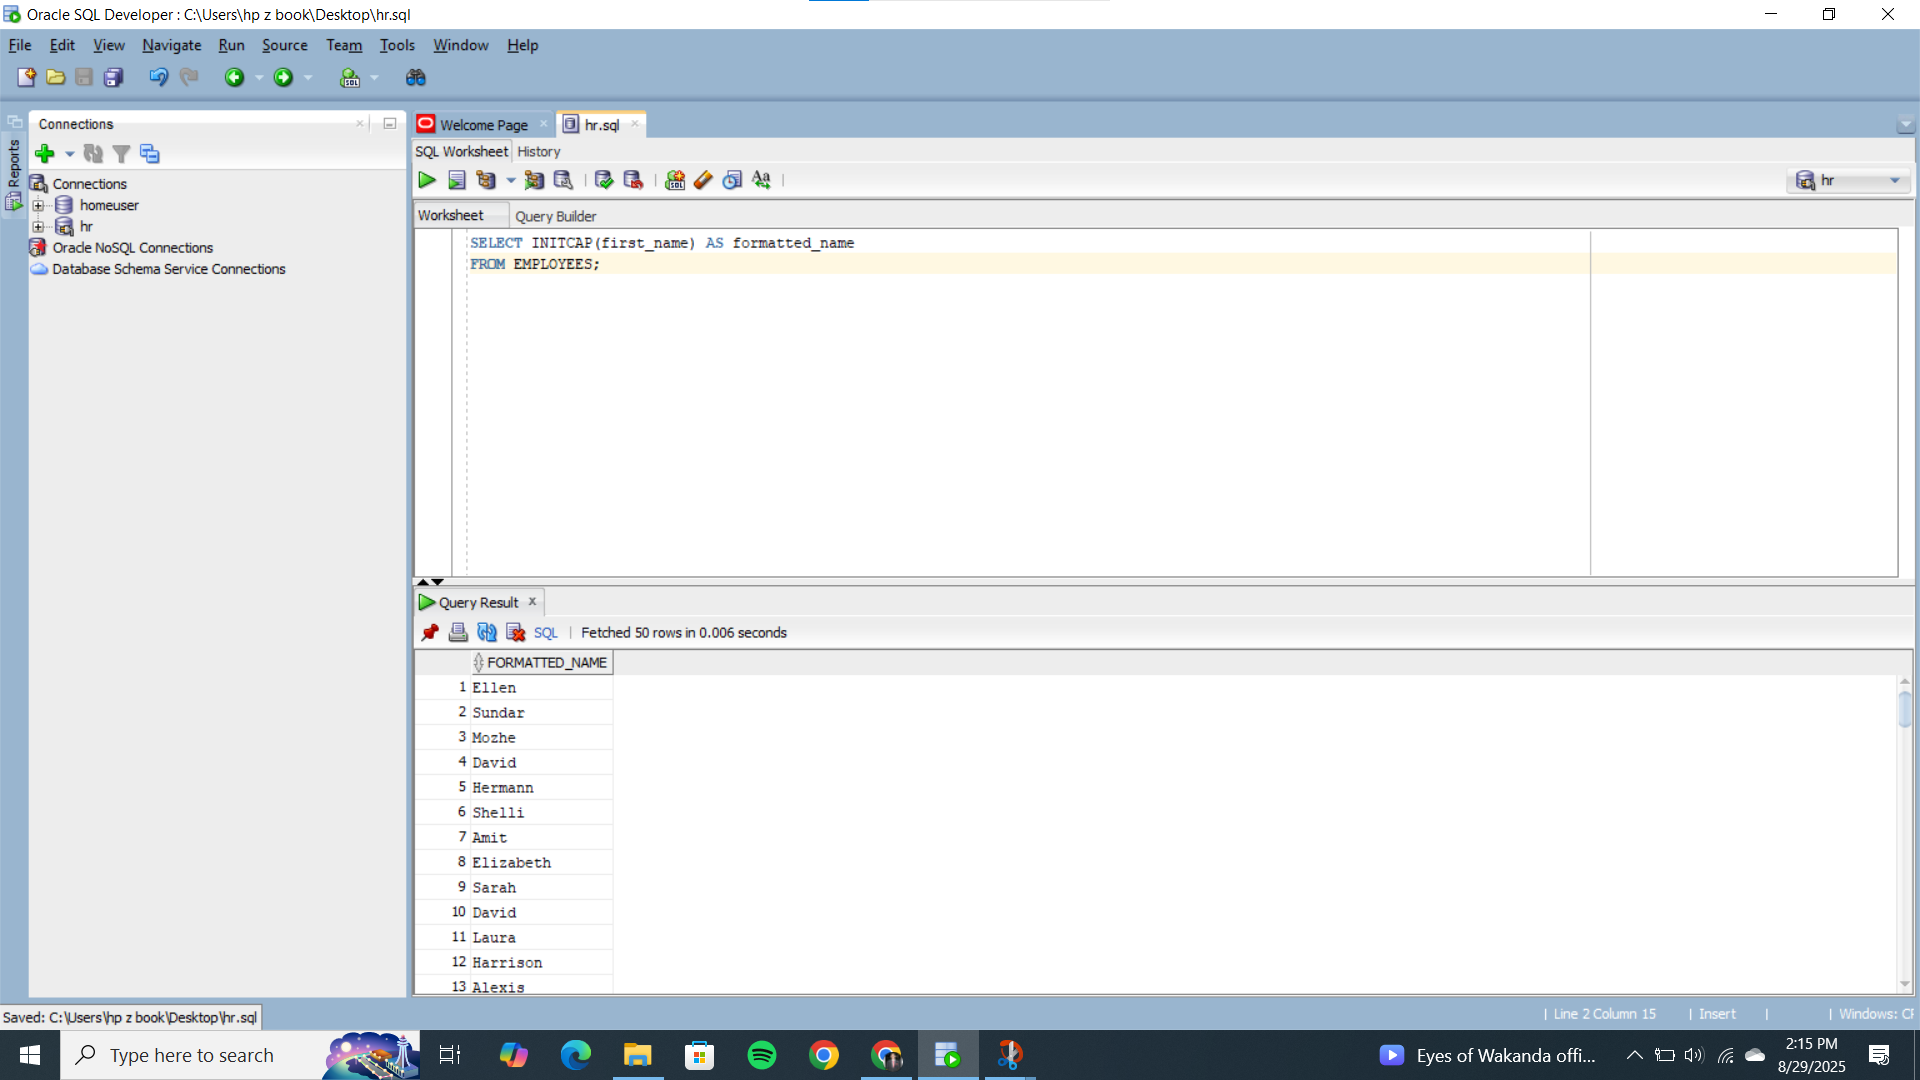 Oracle SQL Developer : C:\Users\hp z book\Desktop\hr.sql
File Edit View Navigate Run Source Team Tools Window Help
Reports
Connections
Welcome Page
hr.sql
SQL Worksheet History
hr
Connections
homeuser
hr
Oracle NoSQL Connections
Database Schema Service Connections
Worksheet Query Builder
SELECT INITCAP(first_name) AS formatted_name
FROM EMPLOYEES;
Query Result
SQL | Fetched 50 rows in 0.006 seconds
FORMATTED_NAME
1 Ellen
2 Sundar
3 Mozhe
4 David
5 Hermann
6 Shelli
7 Amit
8 Elizabeth
9 Sarah
10 David
11 Laura
12 Harrison
13 Alexis
Saved: C:\Users\hp z book\Desktop\hr.sql
| Line 2 Column 15 | Insert | | Windows: CF
Type here to search
Eyes of Wakanda offi...
2:15 PM
8/29/2025